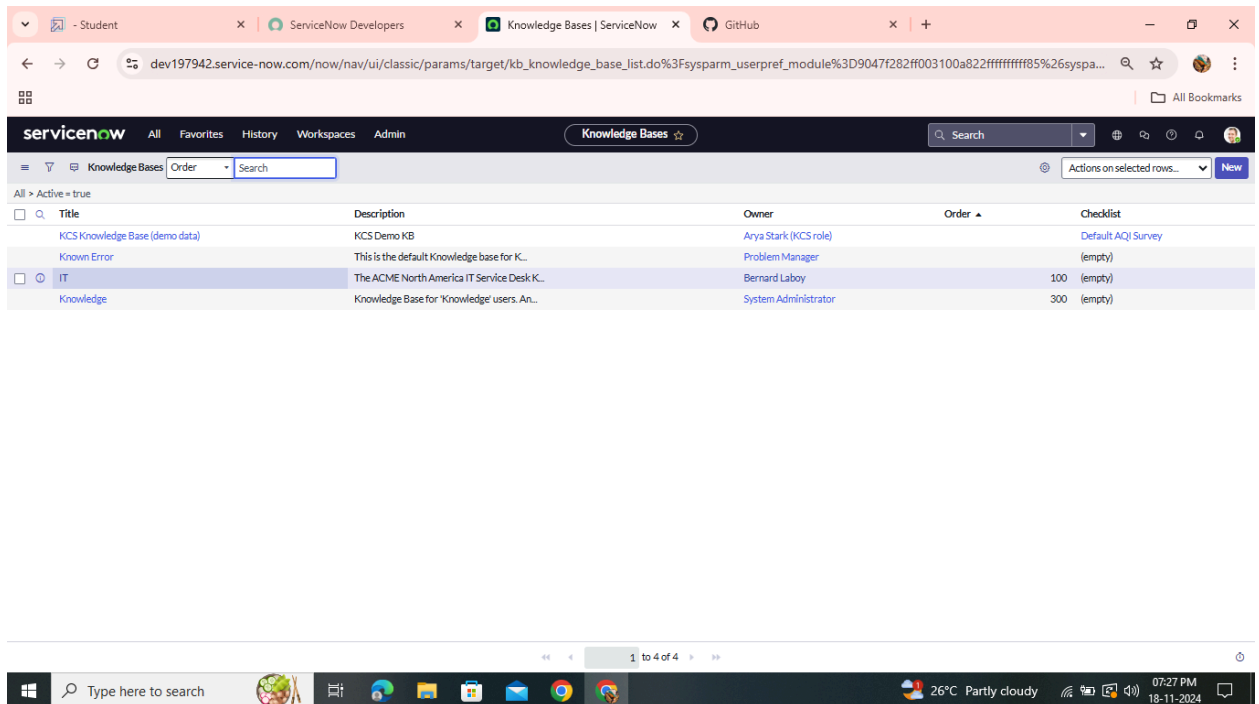 - Student
ServiceNow Developers
Knowledge Bases | ServiceNow
GitHub
dev197942.service-now.com/now/nav/ui/classic/params/target/kb_knowledge_base_list.do%3Fsysparm_userpref_module%3D9047f282ff003100a822ffffffffff85%26syspa...
All Bookmarks
servicenow All Favorites History Workspaces Admin Knowledge Bases Search
Knowledge Bases Order Search Actions on selected rows... New
All > Active = true
Title Description Owner Order Checklist
KCS Knowledge Base (demo data) KCS Demo KB Arya Stark (KCS role) Default AQI Survey
Known Error This is the default Knowledge base for K... Problem Manager (empty)
IT The ACME North America IT Service Desk K... Bernard Laboy 100 (empty)
Knowledge Knowledge Base for 'Knowledge' users. An... System Administrator 300 (empty)
1 to 4 of 4
Type here to search 26°C Partly cloudy 07:27 PM
18-11-2024